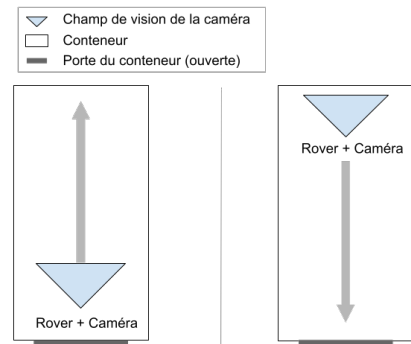 Champ de vision de la caméra
Conteneur
Porte du conteneur (ouverte)
Rover + Caméra
Rover + Caméra